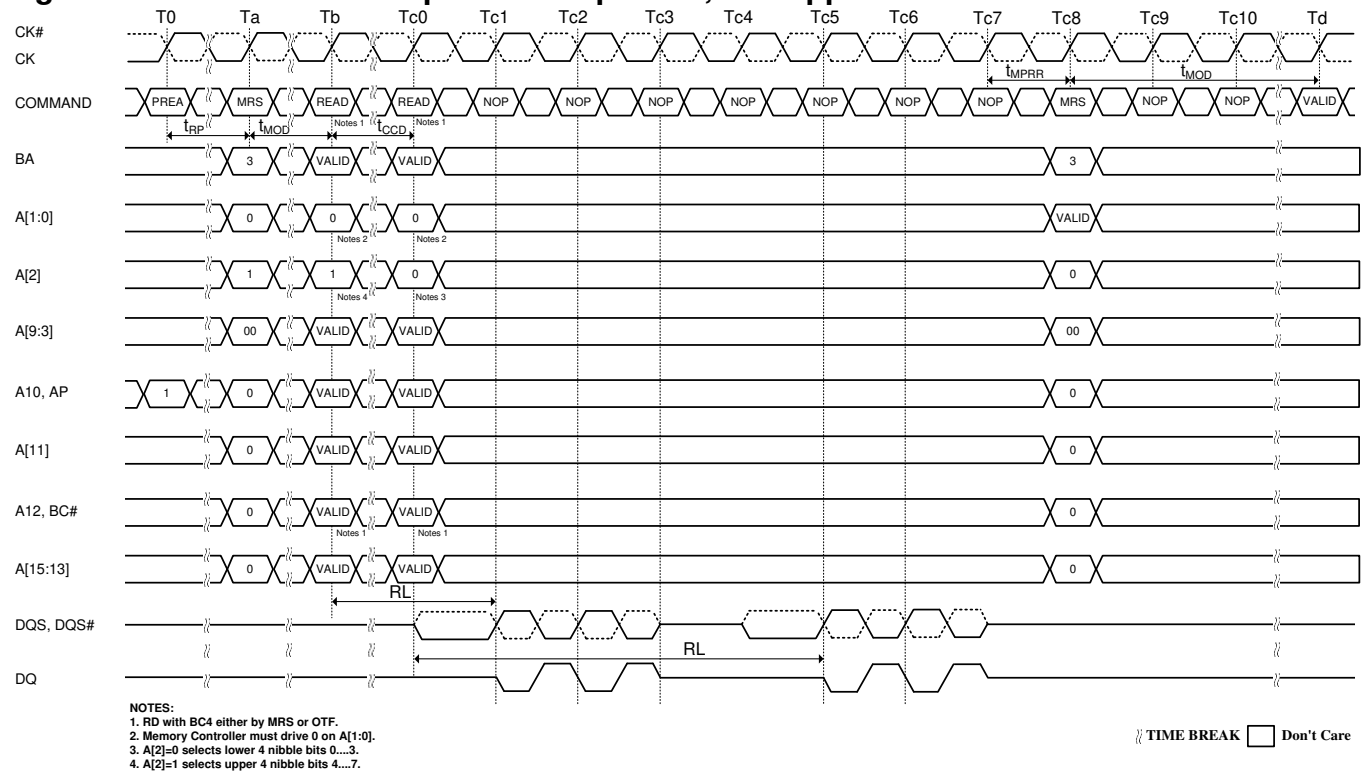 T0 Ta Tb Tc0 Tc1 Tc2 Tc3 Tc4 Tc5 Tc6 Tc7 Tc8 Tc9 Tc10 Td
CK#
CK
tMPRR tMOD
COMMAND PREA MRS READ READ NOP NOP NOP NOP NOP NOP NOP MRS NOP NOP VALID
Notes 1 Notes 1
tRP tMOD tCCD
BA 3 VALID VALID 3
A[1:0] 0 0 0 VALID
Notes 2 Notes 2
A[2] 1 1 0 0
Notes 4 Notes 3
A[9:3] 00 VALID VALID 00
A10, AP 1 0 VALID VALID 0
A[11] 0 VALID VALID 0
A12, BC# 0 VALID VALID 0
Notes 1 Notes 1
A[15:13] 0 VALID VALID 0
RL
DQS, DQS#
RL
DQ
NOTES:
1. RD with BC4 either by MRS or OTF.
2. Memory Controller must drive 0 on A[1:0].
3. A[2]=0 selects lower 4 nibble bits 0....3.
4. A[2]=1 selects upper 4 nibble bits 4....7.
TIME BREAK Don't Care